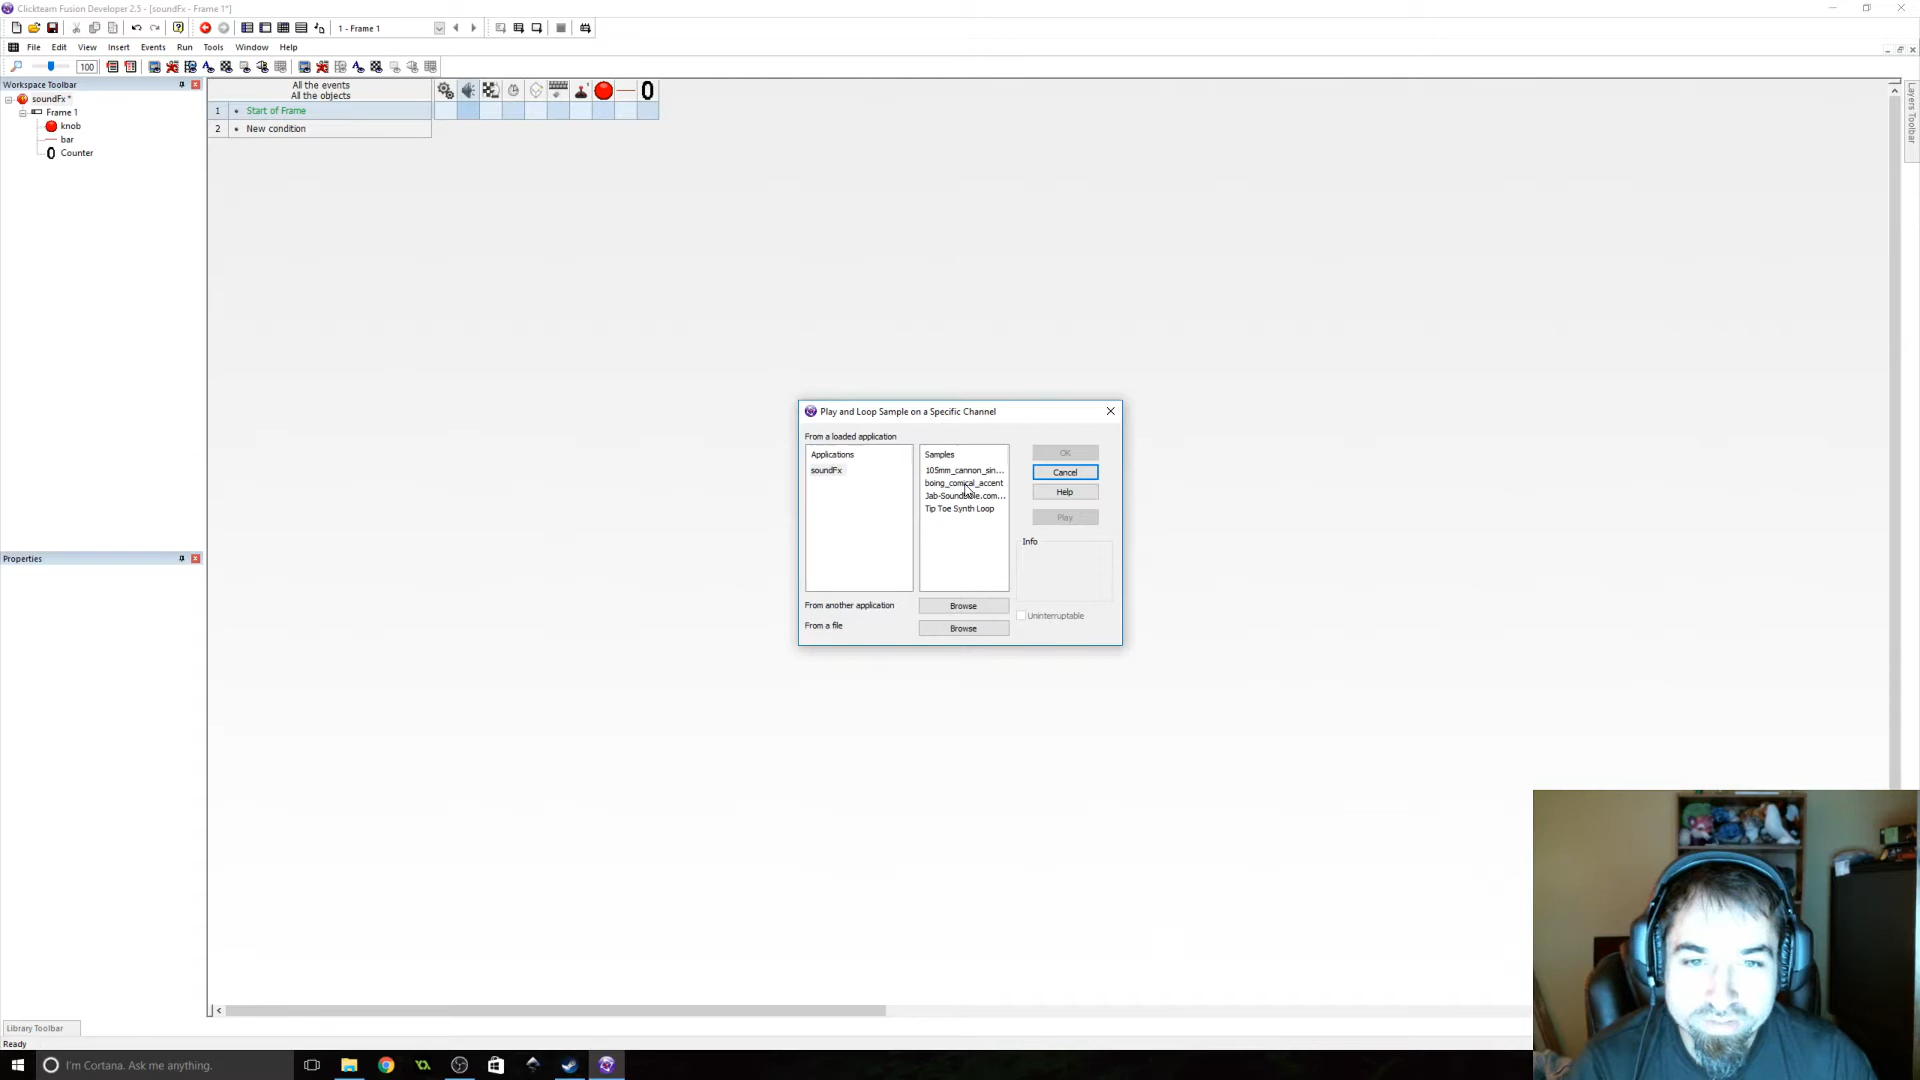 Clickteam Fusion Developer 2.5 - [soundFx - Frame 1*]
1 - Frame 1
File Edit View Insert Events Run Tools Window Help
100
Workspace Toolbar
soundFx *
Frame 1
knob
bar
Counter
All the events
All the objects
1 • Start of Frame
2 • New condition
Layers Toolbar
Play and Loop Sample on a Specific Channel
From a loaded application
Applications
soundFx
Samples
105mm_cannon_sin...
boing_comical_accent
Tip Toe Synth Loop
OK
Cancel
Help
Play
Info
From another application
Browse
Uninterruptable
From a file
Browse
Properties
Library Toolbar
Ready
I'm Cortana. Ask me anything.